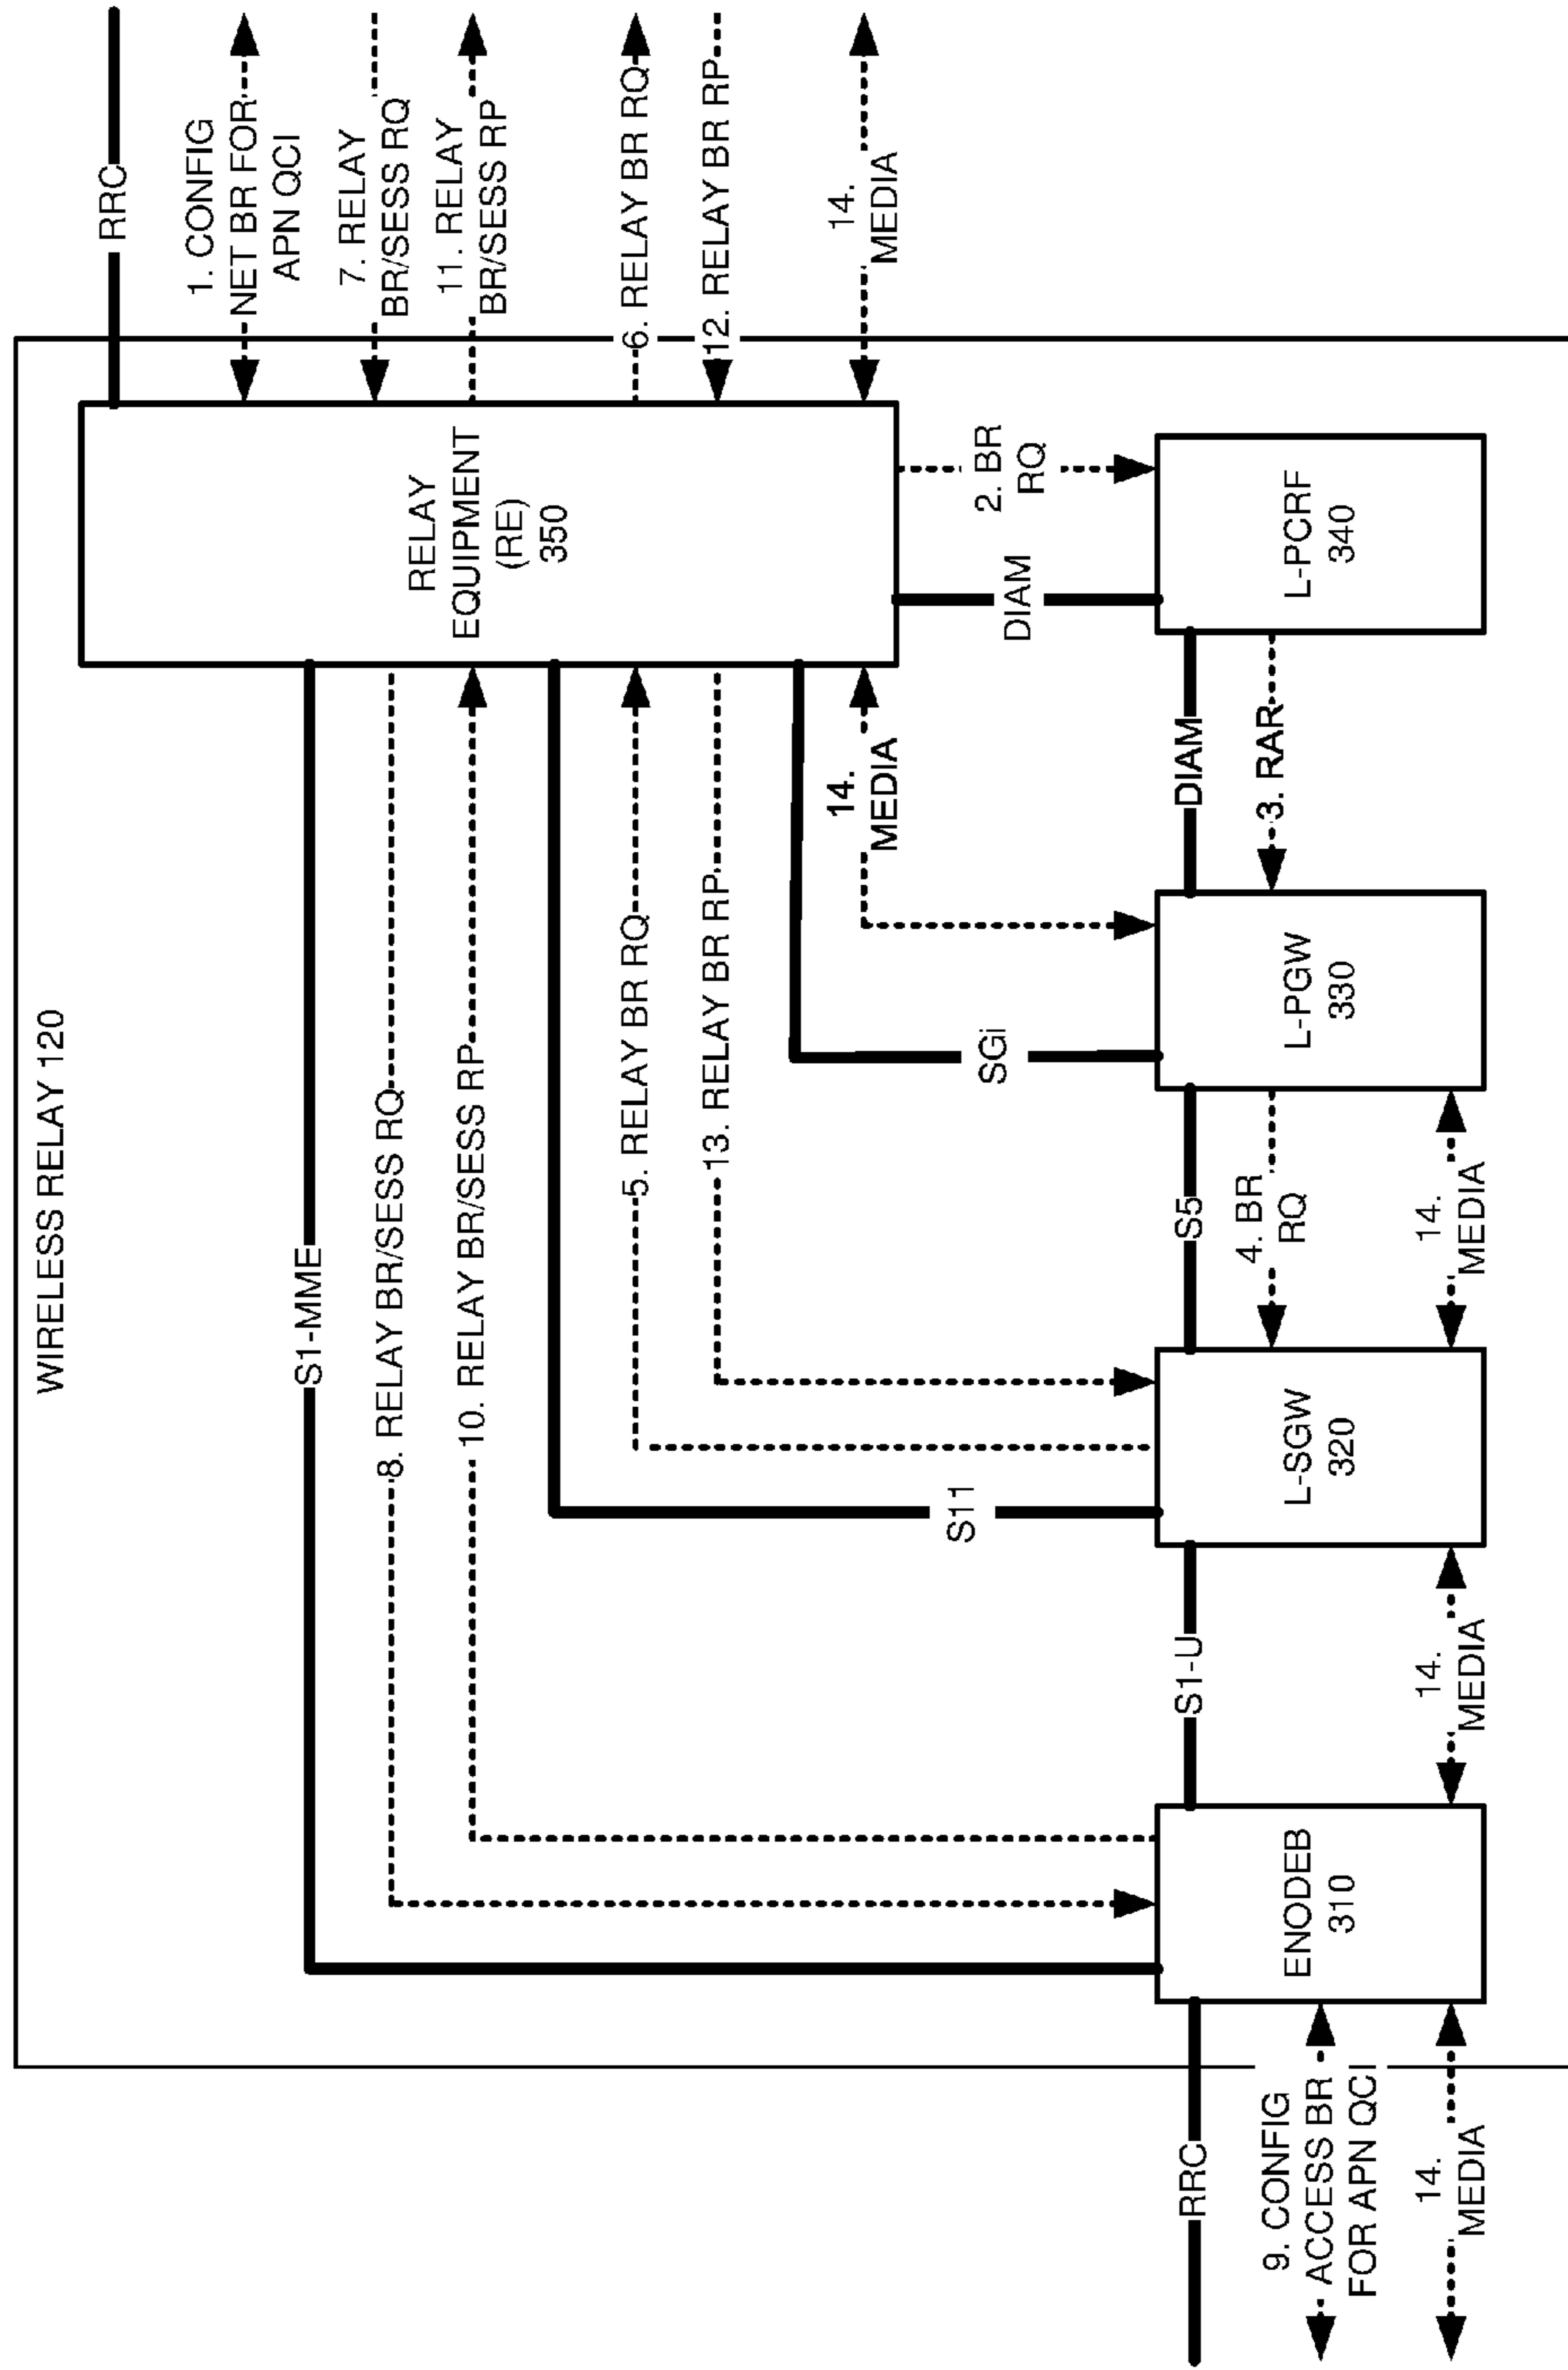 WIRELESS RELAY 120
RRC
1. CONFIG
NET BR FOR
APN QCI
7. RELAY
BR/SESS RQ
11. RELAY
BR/SESS RP
6. RELAY BR RQ
12. RELAY BR RP
14.
MEDIA
RELAY
EQUIPMENT
(RE)
350
S1-MME
8. RELAY BR/SESS RQ
10. RELAY BR/SESS RP
S11
5. RELAY BR RQ
13. RELAY BR RP
SGi
14.
MEDIA
DIAM
2. BR
RQ
RRC
9. CONFIG
ACCESS BR
FOR APN QCI
14.
MEDIA
ENODEB
310
S1-U
14.
MEDIA
L-SGW
320
S5
4. BR
RQ
14.
MEDIA
L-PGW
330
DIAM
3. RAR
L-PCRF
340